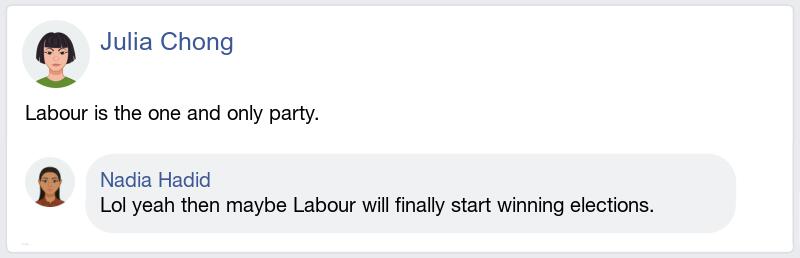 Julia Chong
Labour is the one and only party.
Nadia Hadid
Lol yeah then maybe Labour will finally start winning elections.